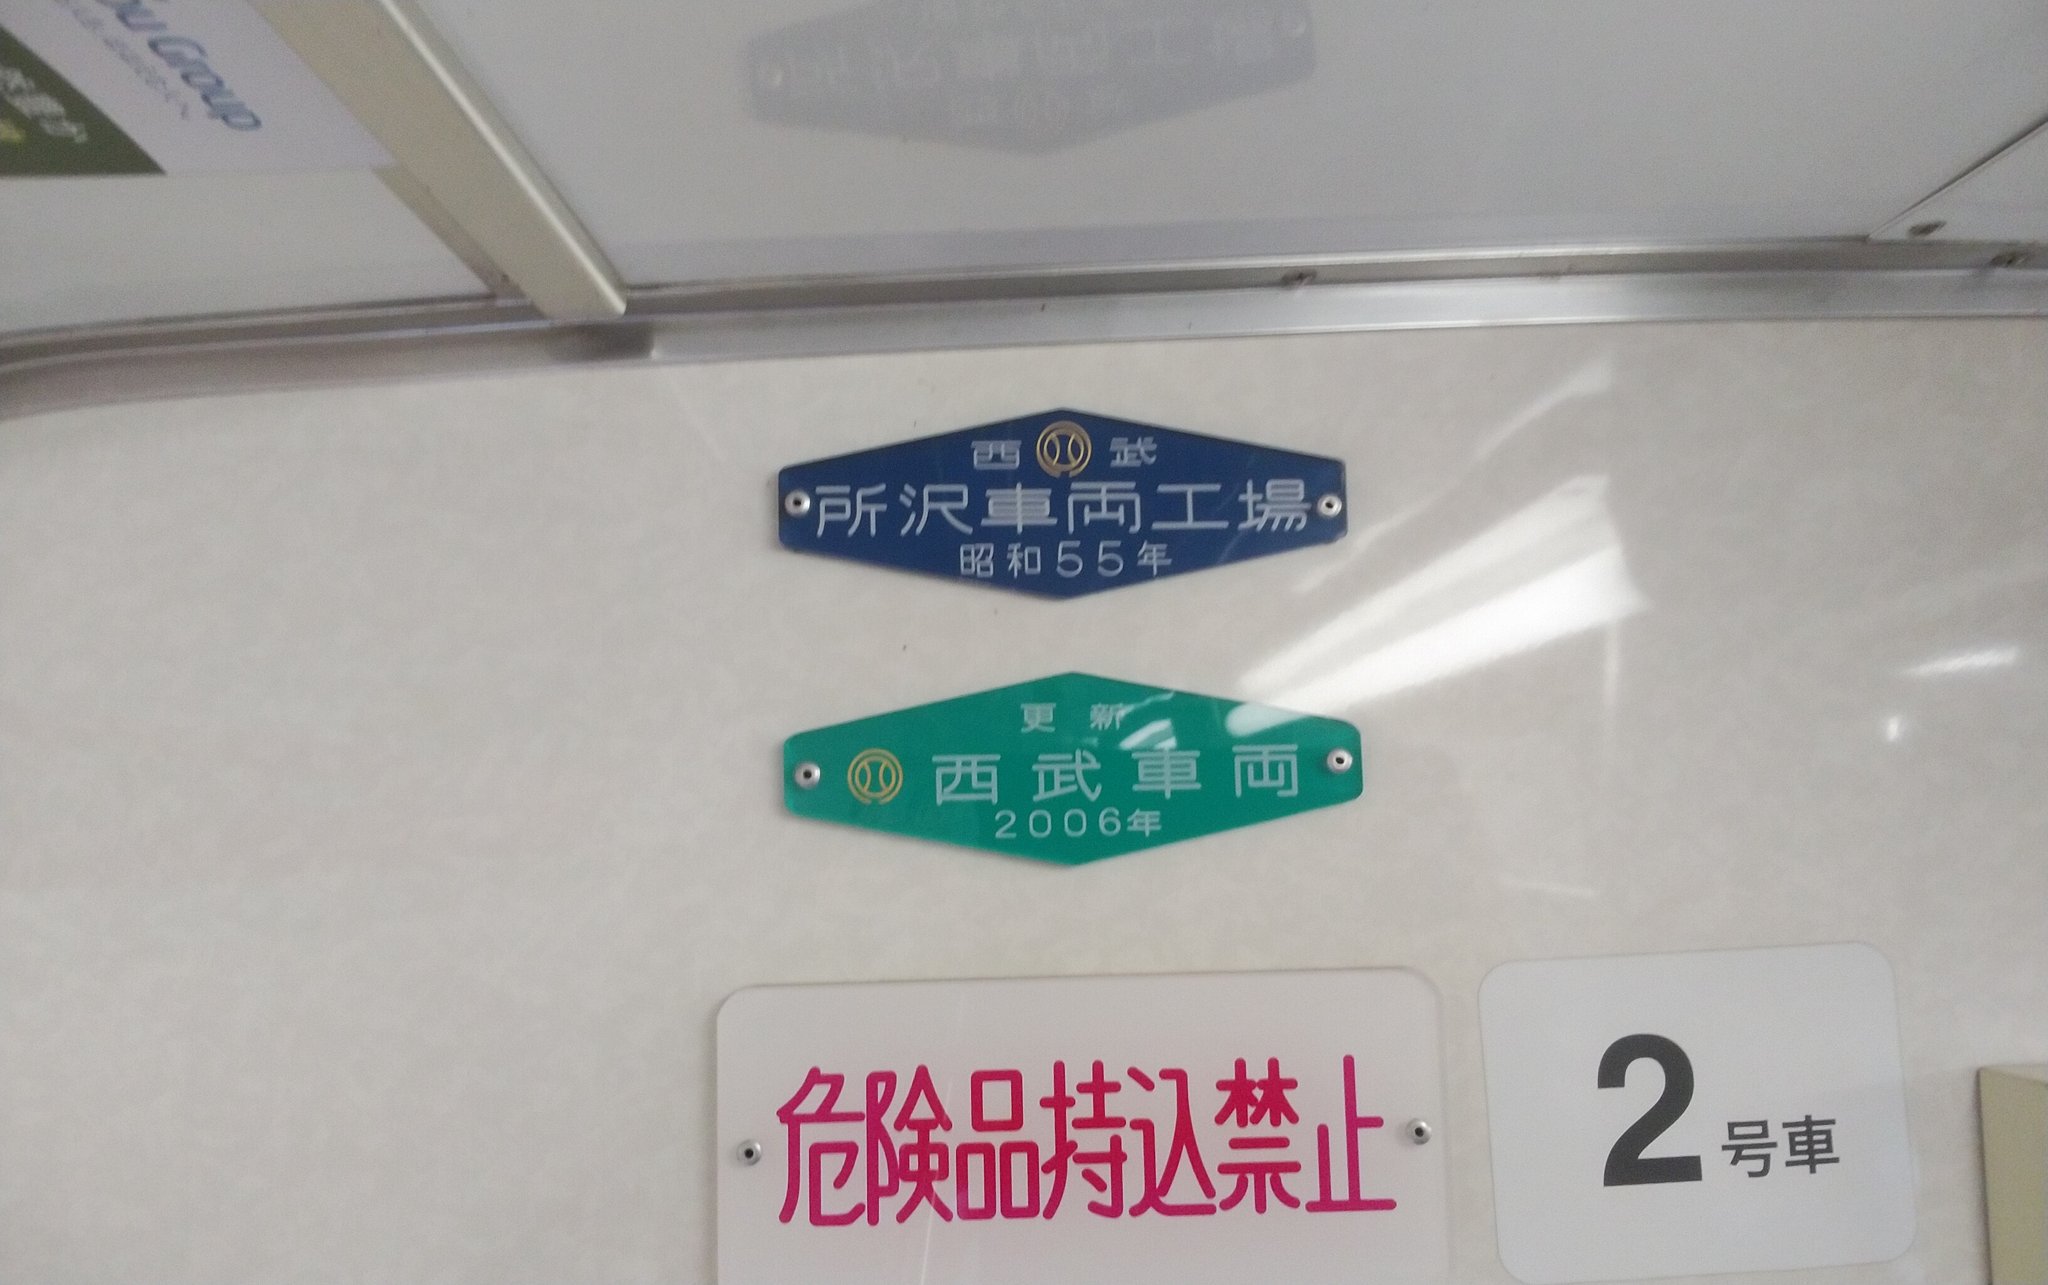 Group
西 武
所沢車両工場
昭和55年
更新
西武車両
2006年
危険品持込禁止
2号車